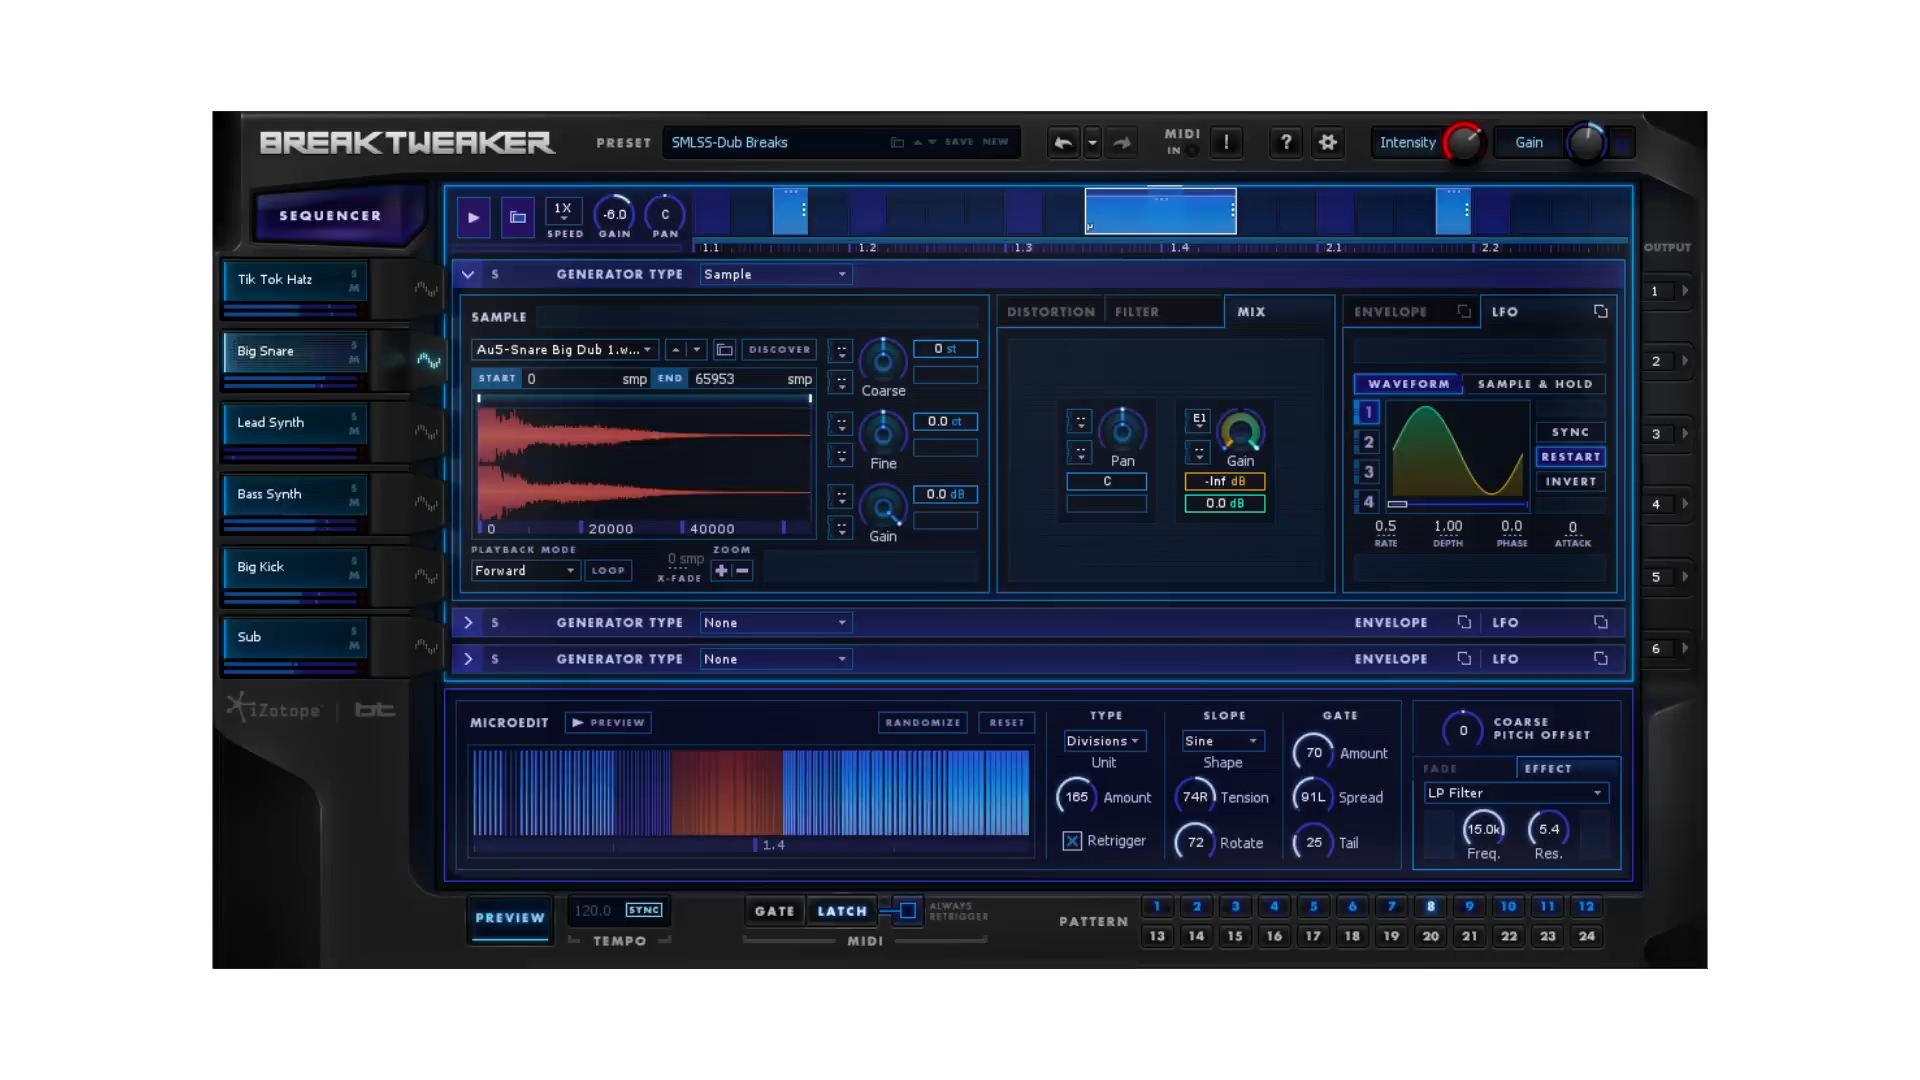 BREAKTWEAKER
PRESET SMLSS-Dub Breaks SAVE NEW
MIDI IN ! ? Intensity Gain
SEQUENCER
1X SPEED
-6.0 GAIN
C PAN
1.1 1.2 1.3 1.4 2.1 2.2
OUTPUT
S GENERATOR TYPE Sample
Tik Tok Hatz S M
Big Snare S M
Lead Synth S M
Bass Synth S M
Big Kick S M
Sub S M
iZotope | bt
SAMPLE
Au5-Snare Big Dub 1.w... DISCOVER
START 0 smp END 65953 smp
0 20000 40000
PLAYBACK MODE
Forward LOOP
0 smp
X-FADE
ZOOM
+ -
-- -- Coarse 0 st
-- -- Fine 0.0 ct
-- -- Gain 0.0 dB
DISTORTION FILTER MIX
-- -- Pan
C
E1 -- Gain
-Inf dB
0.0 dB
ENVELOPE LFO
WAVEFORM SAMPLE & HOLD
1
2
3
4
SYNC
RESTART
INVERT
0.5 1.00 0.0 0
RATE DEPTH PHASE ATTACK
1
2
3
4
5
6
S GENERATOR TYPE None ENVELOPE LFO
S GENERATOR TYPE None ENVELOPE LFO
MICROEDIT PREVIEW RANDOMIZE RESET
1.4
TYPE
Divisions
Unit
165 Amount
X Retrigger
SLOPE
Sine
Shape
74R Tension
72 Rotate
GATE
70 Amount
91L Spread
25 Tail
0 COARSE
PITCH OFFSET
FADE EFFECT
LP Filter
15.0k 5.4
Freq. Res.
PREVIEW
120.0 SYNC
TEMPO
GATE LATCH ALWAYS
RETRIGGER
MIDI
PATTERN
1 2 3 4 5 6 7 8 9 10 11 12
13 14 15 16 17 18 19 20 21 22 23 24